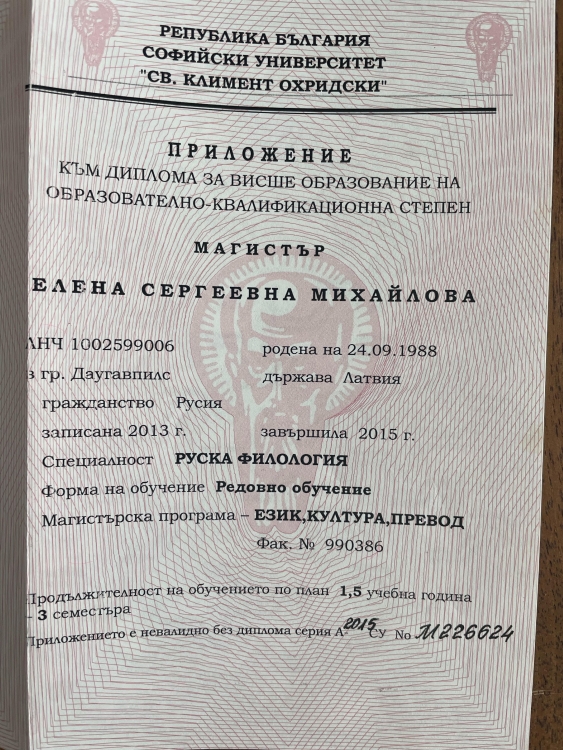 РЕПУБЛИКА БЪЛГАРИЯ
СОФИЙСКИ УНИВЕРСИТЕТ
"СВ. КЛИМЕНТ ОХРИДСКИ"
ПРИЛОЖЕНИЕ
КЪМ ДИПЛОМА ЗА ВИСШЕ ОБРАЗОВАНИЕ НА
ОБРАЗОВАТЕЛНО-КВАЛИФИКАЦИОННА СТЕПЕН
МАГИСТЪР
ЕЛЕНА СЕРГЕЕВНА МИХАЙЛОВА
ЛНЧ 1002599006 родена на 24.09.1988
в гр. Даугавпилс държава Латвия
гражданство Русия
записана 2013 г. завършила 2015 г.
Специалност РУСКА ФИЛОЛОГИЯ
Форма на обучение Редовно обучение
Магистърска програма – ЕЗИК,КУЛТУРА,ПРЕВОД
Фак. № 990386
Продължителност на обучението по план 1,5 учебна година
- 3 семестъра
Приложението е невалидно без диплома серия А-2015 СУ No М226624